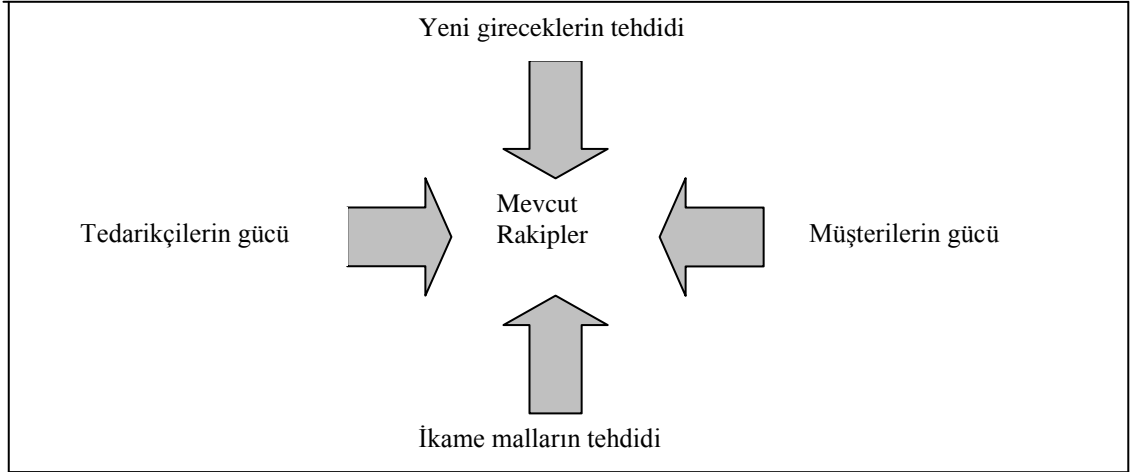 Yeni gireceklerin tehdidi
Mevcut
Rakipler
Tedarikçilerin gücü
Müşterilerin gücü
İkame malların tehdidi